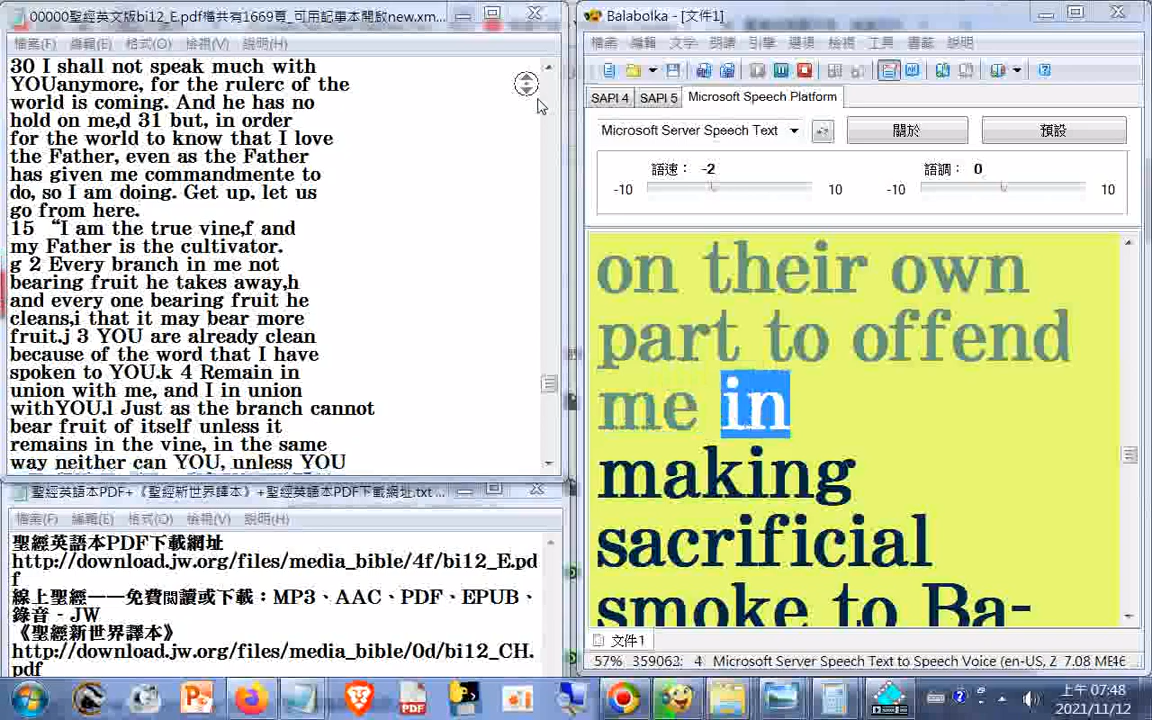 00000聖經英文版bi12_E.pdf檔共有1669頁_可用記事本開啟new.xm...
檔案(F) 編輯(E) 格式(O) 檢視(V) 說明(H)
30 I shall not speak much with
YOUanymore, for the rulerc of the
world is coming. And he has no
hold on me,d 31 but, in order
for the world to know that I love
the Father, even as the Father
has given me commandmente to
do, so I am doing. Get up, let us
go from here.
15 “I am the true vine,f and
my Father is the cultivator.
g 2 Every branch in me not
bearing fruit he takes away,h
and every one bearing fruit he
cleans,i that it may bear more
fruit.j 3 YOU are already clean
because of the word that I have
spoken to YOU.k 4 Remain in
union with me, and I in union
withYOU.l Just as the branch cannot
bear fruit of itself unless it
remains in the vine, in the same
way neither can YOU, unless YOU
聖經英語本PDF+《聖經新世界譯本》+聖經英語本PDF下載網址.txt ...
檔案(F) 編輯(E) 格式(O) 檢視(V) 說明(H)
聖經英語本PDF下載網址
http://download.jw.org/files/media_bible/4f/bi12_E.pd
f
線上聖經——免費閱讀或下載：MP3、AAC、PDF、EPUB、
錄音 - JW
《聖經新世界譯本》
http://download.jw.org/files/media_bible/0d/bi12_CH.
pdf
Balabolka - [文件1]
檔案 編輯 文字 朗讀 引擎 選項 檢視 工具 書籤 說明
SAPI 4 SAPI 5 Microsoft Speech Platform
Microsoft Server Speech Text 關於 預設
語速： -2 語調： 0
-10 10 -10 10
on their own
part to offend
me in
making
sacrificial
smoke to Ba-
文件1
57% 359063: 4 Microsoft Server Speech Text to Speech Voice (en-US, Z 7.08 ME46
上午 07:48
2021/11/12